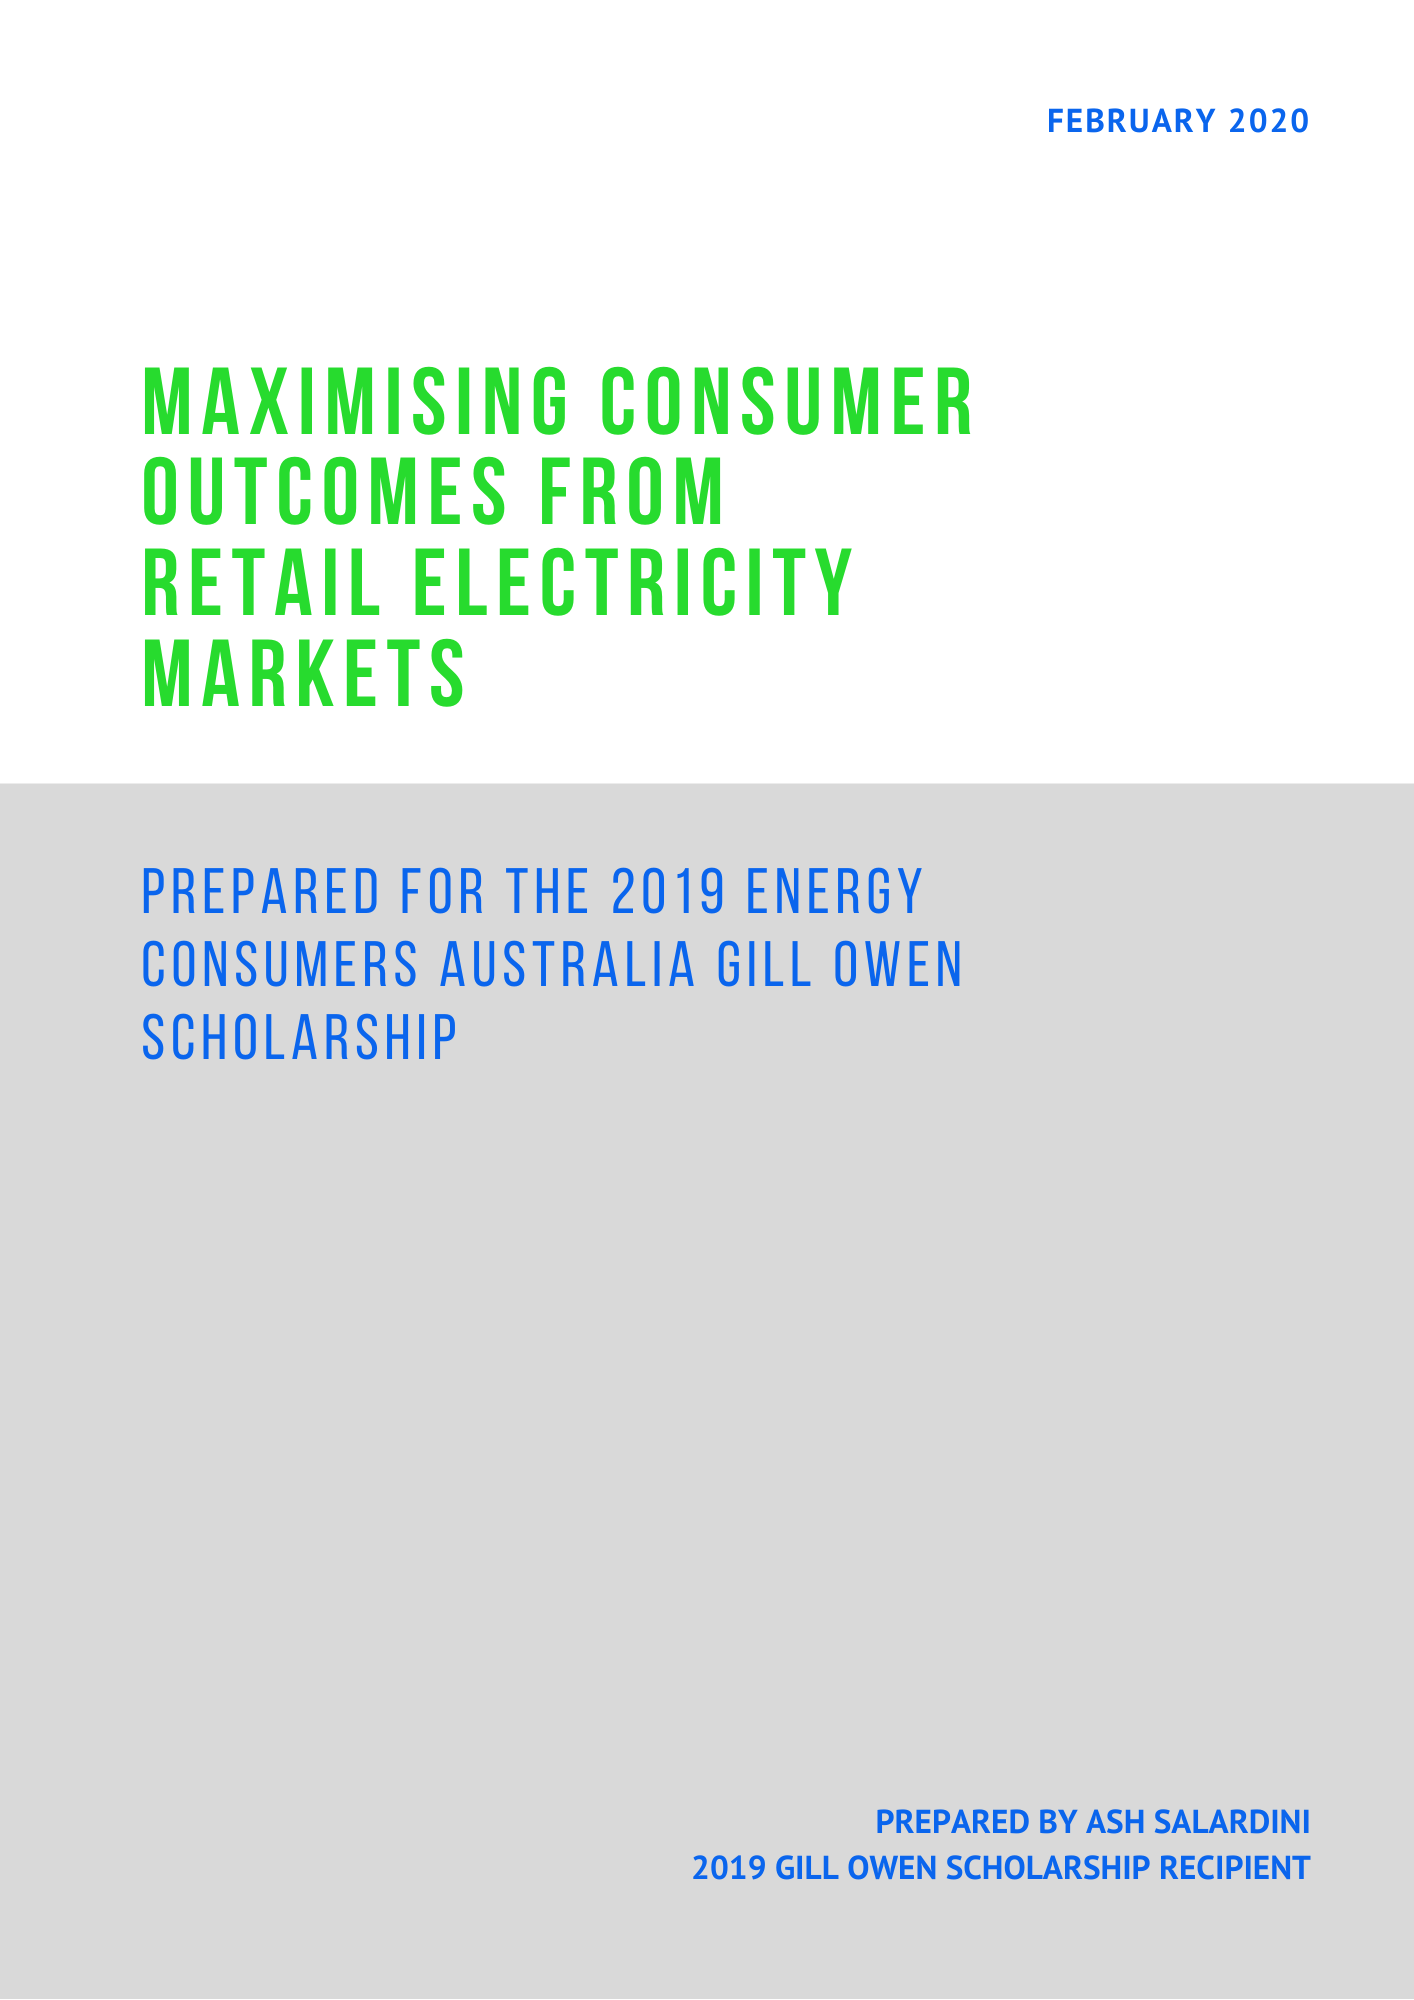 FEBRUARY 2020
MAXIMISING CONSUMER
OUTCOMES FROM
RETAIL ELECTRICITY
MARKETS
PREPARED FOR THE 2019 ENERGY
CONSUMERS AUSTRALIA GILL OWEN
SCHOLARSHIP
PREPARED BY ASH SALARDINI
2019 GILL OWEN SCHOLARSHIP RECIPIENT